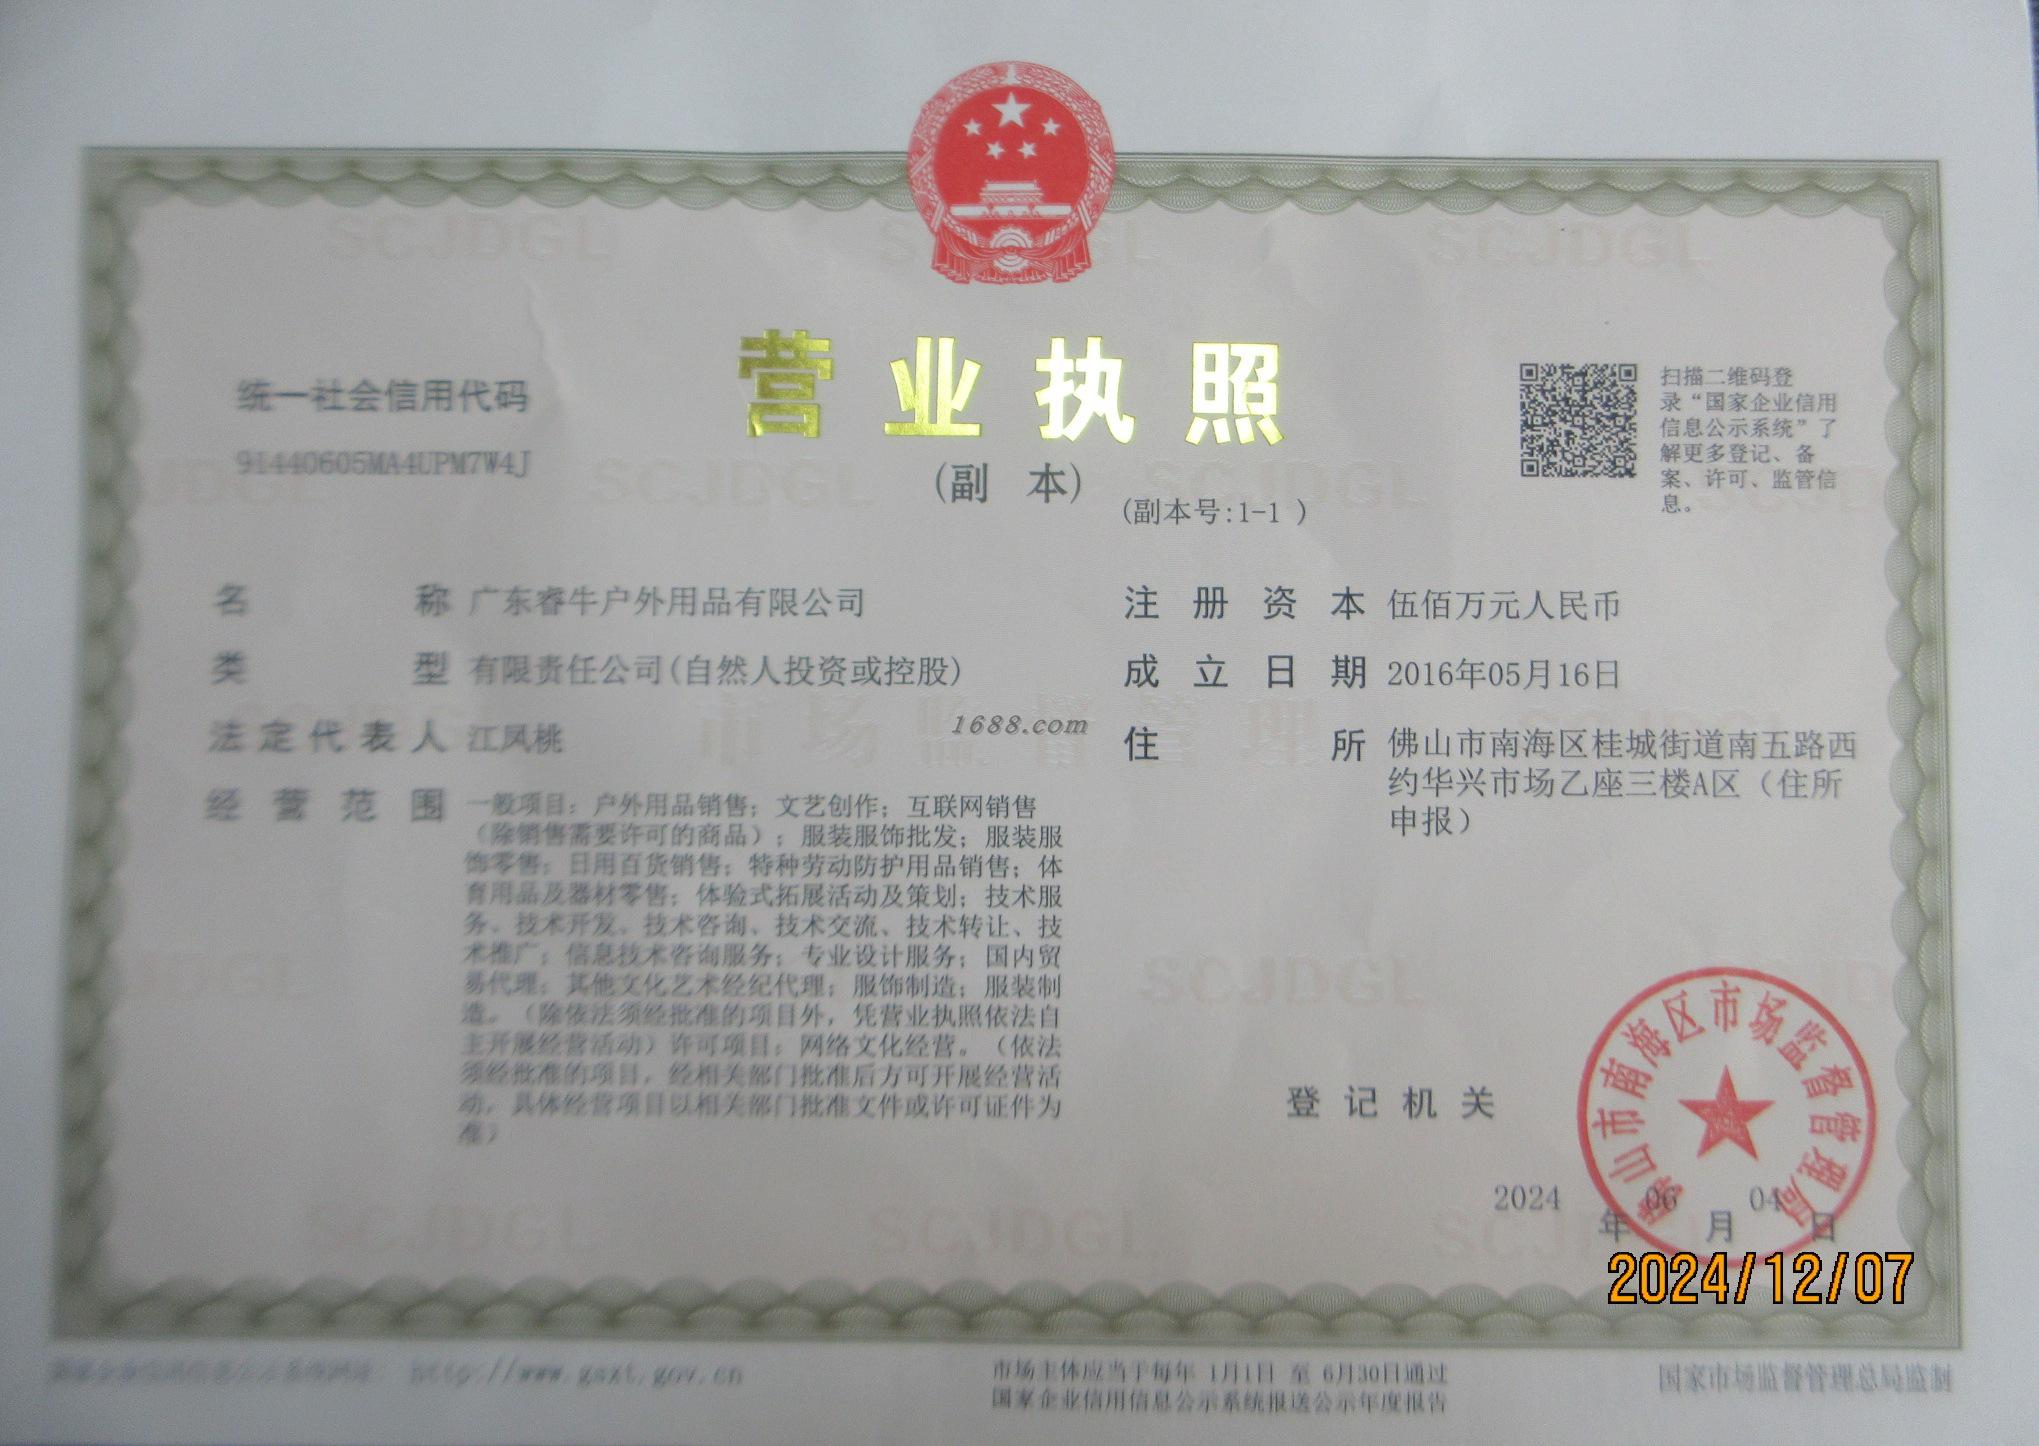 营业执照
(副 本)
(副本号:1-1 )
统一社会信用代码
91440605MA4UPM7W4J
扫描二维码登
录“国家企业信用
信息公示系统”了
解更多登记、备
案、许可、监管信
息。
名 称 广东睿牛户外用品有限公司
类 型 有限责任公司(自然人投资或控股)
法定代表人 江凤桃
经营范围 一般项目：户外用品销售；文艺创作；互联网销售
（除销售需要许可的商品）；服装服饰批发；服装服
饰零售；日用百货销售；特种劳动防护用品销售；体
育用品及器材零售；体验式拓展活动及策划；技术服
务、技术开发、技术咨询、技术交流、技术转让、技
术推广；信息技术咨询服务；专业设计服务；国内贸
易代理；其他文化艺术经纪代理；服饰制造；服装制
造。（除依法须经批准的项目外，凭营业执照依法自
主开展经营活动）许可项目：网络文化经营。（依法
须经批准的项目，经相关部门批准后方可开展经营活
动，具体经营项目以相关部门批准文件或许可证件为
准）
注册资本 伍佰万元人民币
成立日期 2016年05月16日
住 所 佛山市南海区桂城街道南五路西
约华兴市场乙座三楼A区（住所
申报）
1688.com
市场监督管理
SCJDGL
登记机关
佛山市南海区市场监督管理局
2024年06月04日
2024/12/07
http://www.gsxt.gov.cn
市场主体应当于每年 1月1日 至 6月30日通过
国家企业信用信息公示系统报送公示年度报告
国家市场监督管理总局监制